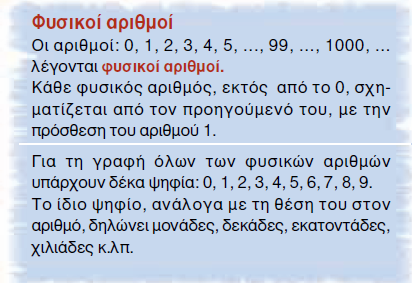 Φυσικοί αριθμοί
Οι αριθμοί: 0, 1, 2, 3, 4, 5, ..., 99, ..., 1000, ...
λέγονται φυσικοί αριθμοί.
Κάθε φυσικός αριθμός, εκτός από το 0, σχη-
ματίζεται από τον προηγούμενό του, με την
πρόσθεση του αριθμού 1.
Για τη γραφή όλων των φυσικών αριθμών
υπάρχουν δέκα ψηφία: 0, 1, 2, 3, 4, 5, 6, 7, 8, 9.
Το ίδιο ψηφίο, ανάλογα με τη θέση του στον
αριθμό, δηλώνει μονάδες, δεκάδες, εκατοντάδες,
χιλιάδες κ.λπ.